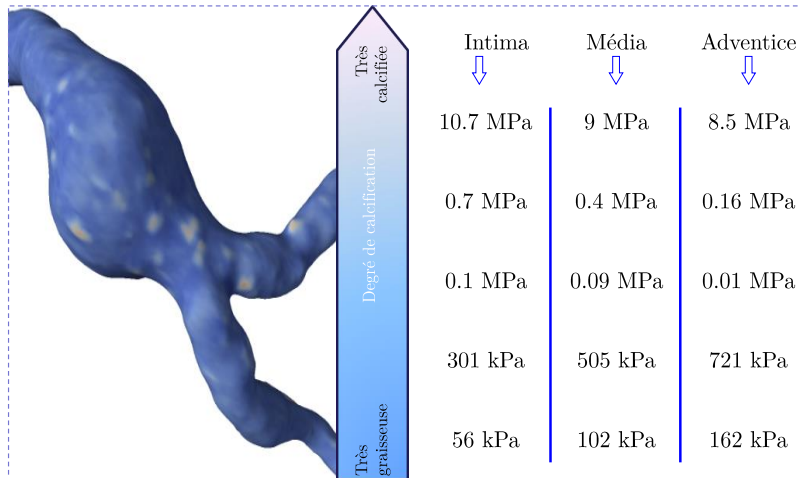 Très
calcifiée
Degré de calcification
Très
graisseuse
Intima Média Adventice
10.7 MPa 9 MPa 8.5 MPa
0.7 MPa 0.4 MPa 0.16 MPa
0.1 MPa 0.09 MPa 0.01 MPa
301 kPa 505 kPa 721 kPa
56 kPa 102 kPa 162 kPa